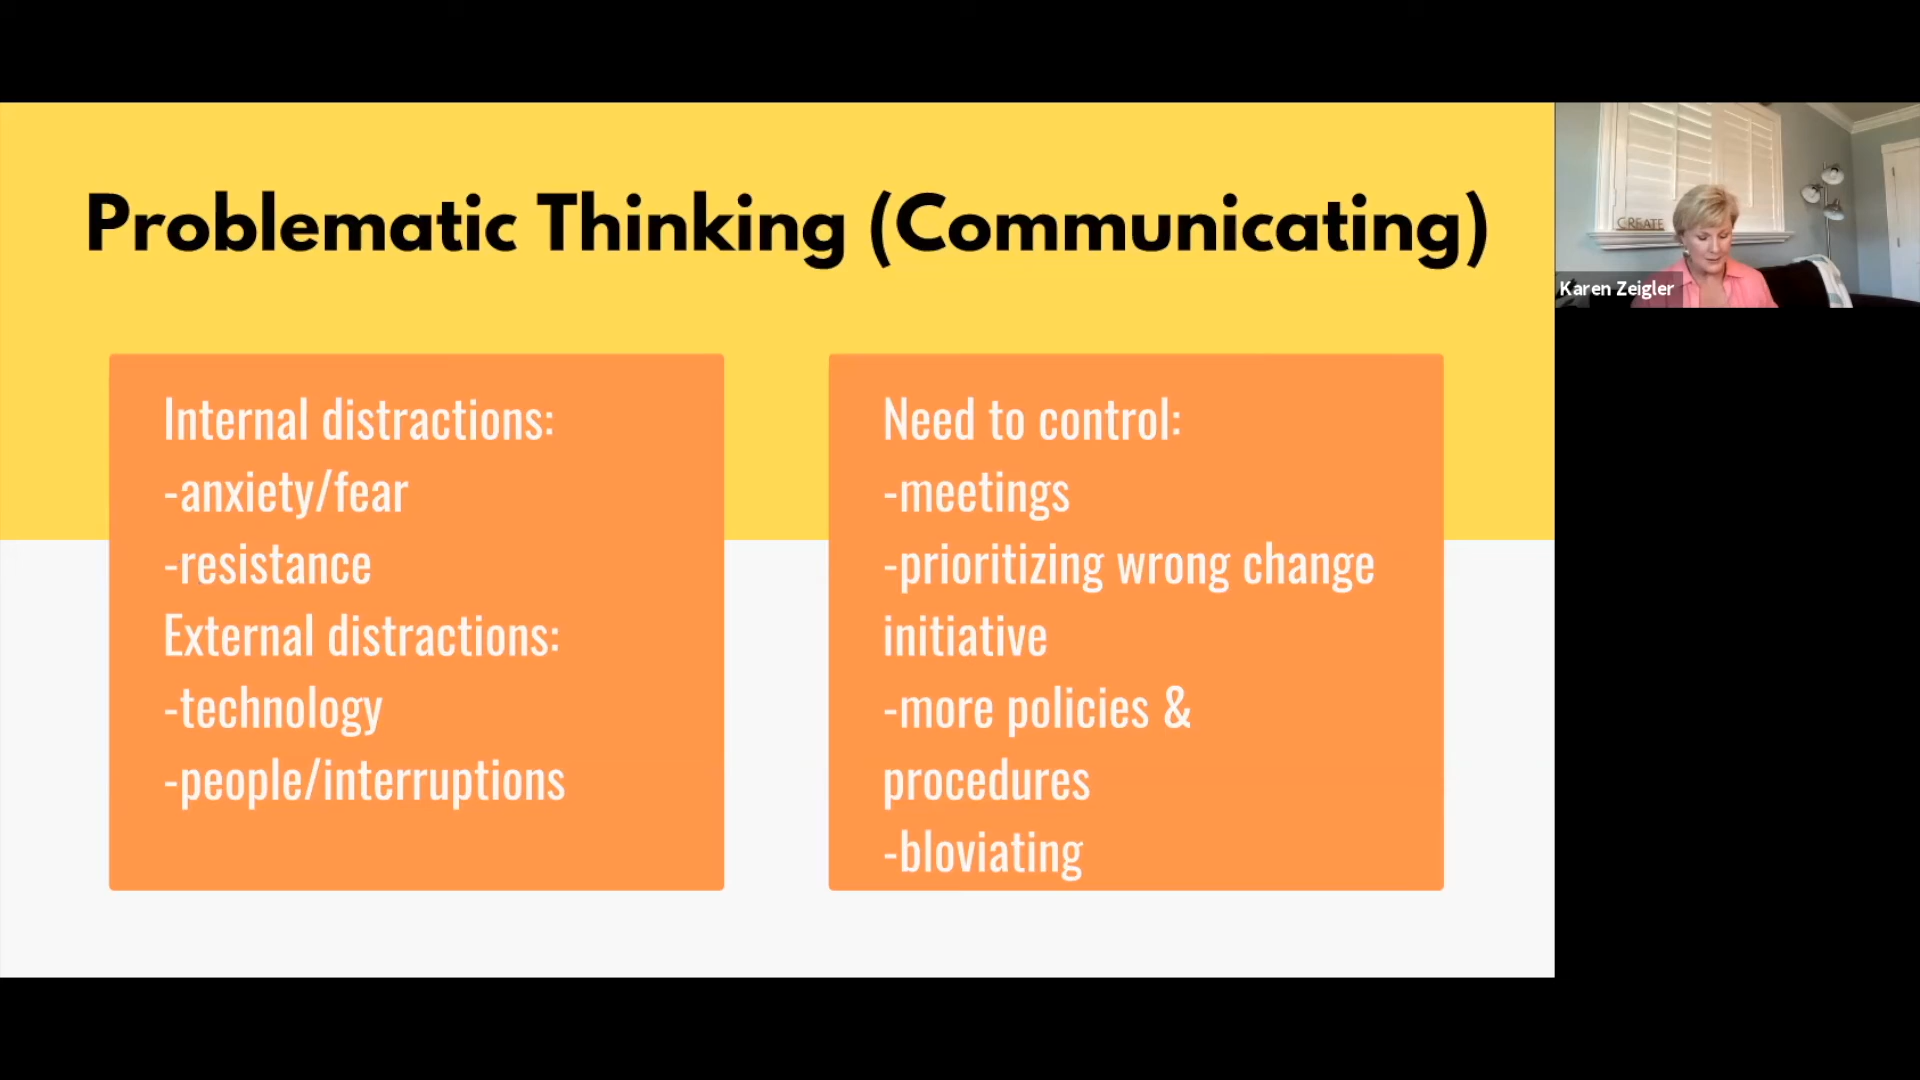 Problematic Thinking (Communicating)
Internal distractions:
-anxiety/fear
-resistance
External distractions:
-technology
-people/interruptions
Need to control:
-meetings
-prioritizing wrong change
initiative
-more policies &
procedures
-bloviating
CREATE
Karen Zeigler